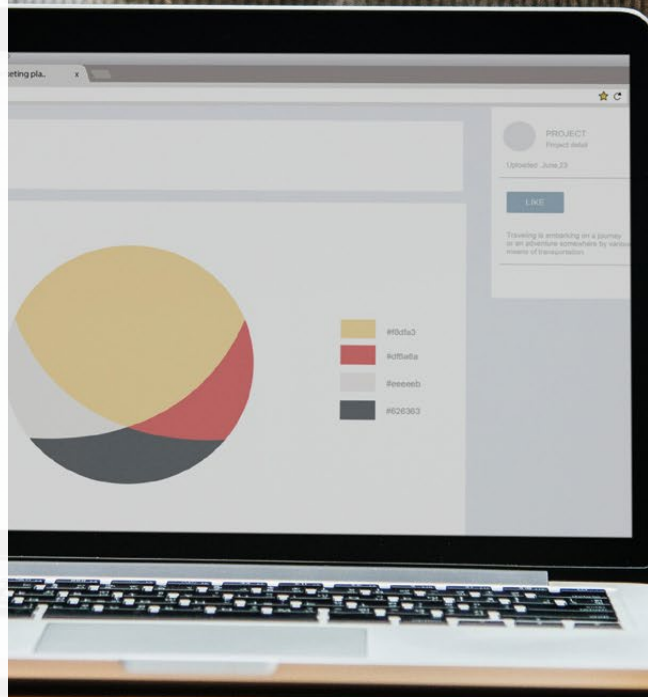 eting pla..
x
PROJECT
Project detail
Uploaded June,23
LIKE
Traveling is embarking on a journey
or an adventure somewhere by various
means of transportation
#f8dfa3
#df6a6a
#eeeeeb
#626363